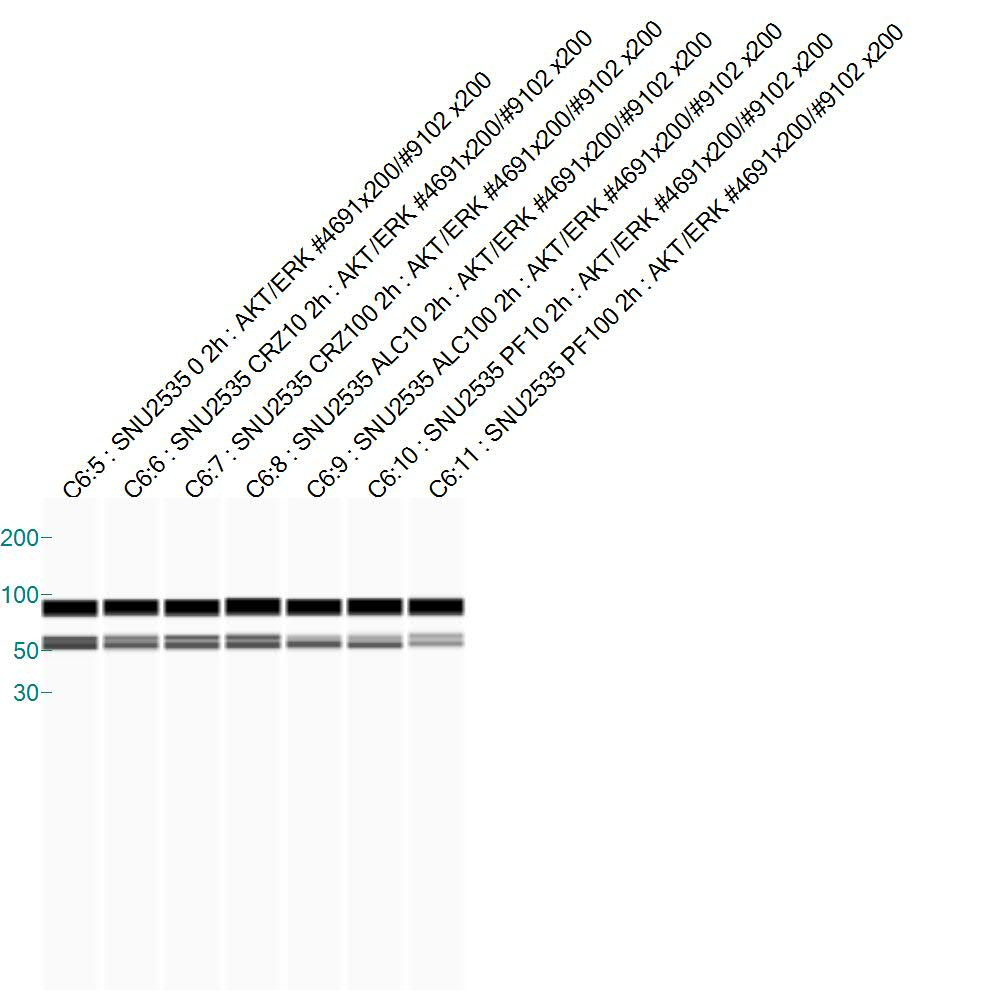 C6:5 : SNU2535 0 2h : AKT/ERK #4691x200/#9102 x200
C6:6 : SNU2535 CRZ10 2h : AKT/ERK #4691x200/#9102 x200
C6:7 : SNU2535 CRZ100 2h : AKT/ERK #4691x200/#9102 x200
C6:8 : SNU2535 ALC10 2h : AKT/ERK #4691x200/#9102 x200
C6:9 : SNU2535 ALC100 2h : AKT/ERK #4691x200/#9102 x200
C6:10 : SNU2535 PF10 2h : AKT/ERK #4691x200/#9102 x200
C6:11 : SNU2535 PF100 2h : AKT/ERK #4691x200/#9102 x200
200
100
50
30